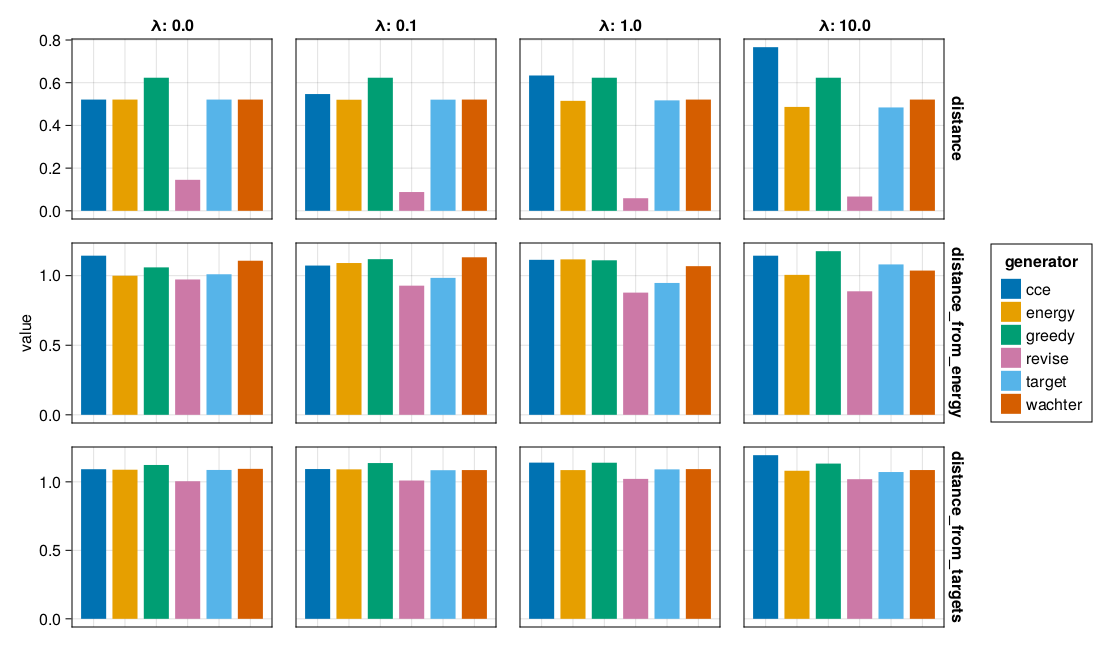 λ: 0.0
λ: 0.1
λ: 1.0
λ: 10.0
0.8
0.6
0.4
0.2
0.0
distance
value
1.0
0.5
0.0
distance_from_energy
1.0
0.5
0.0
distance_from_targets
generator
cce
energy
greedy
revise
target
wachter